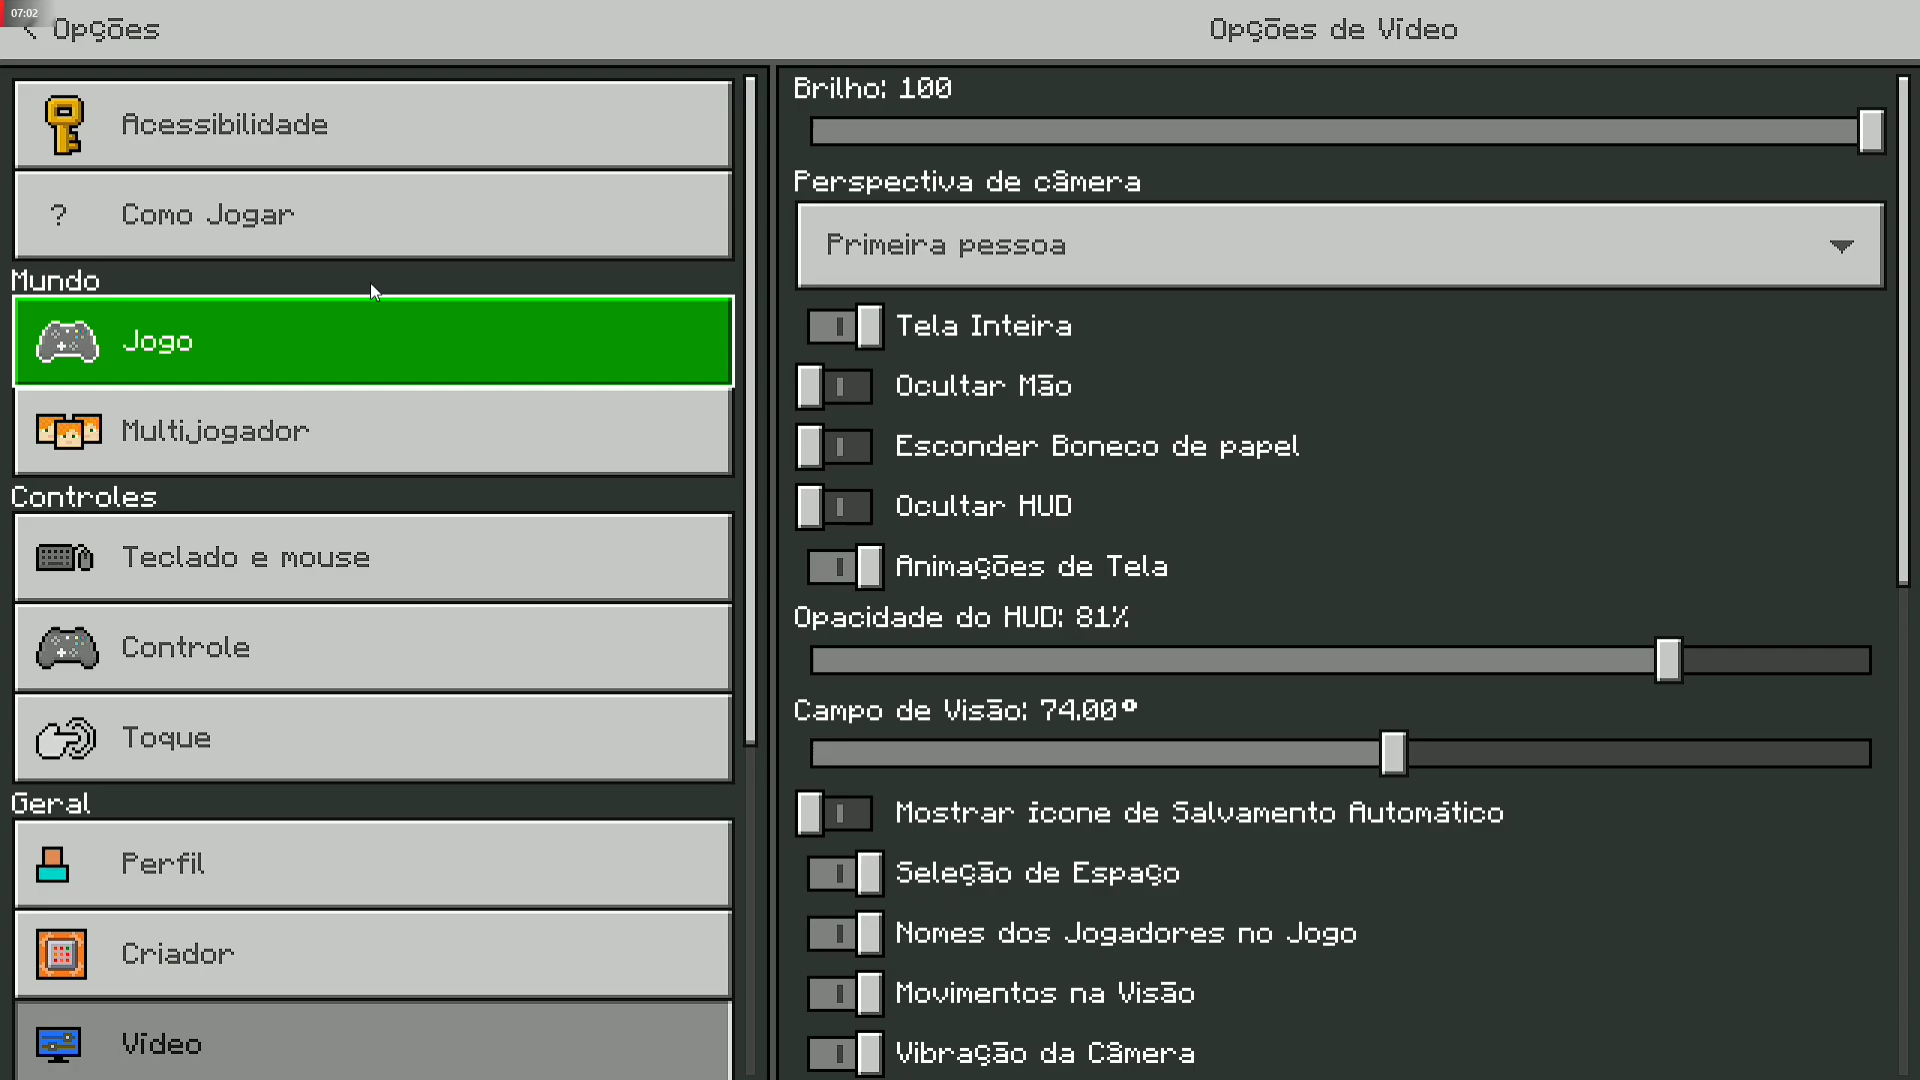 07:02
Opções
Opções de Vídeo
Acessibilidade
? Como Jogar
Mundo
Jogo
Multijogador
Controles
Teclado e mouse
Controle
Toque
Geral
Perfil
Criador
Vídeo
Brilho: 100
Perspectiva de câmera
Primeira pessoa
Tela Inteira
Ocultar Mão
Esconder Boneco de papel
Ocultar HUD
Animações de Tela
Opacidade do HUD: 81%
Campo de Visão: 74.00°
Mostrar ícone de Salvamento Automático
Seleção de Espaço
Nomes dos Jogadores no Jogo
Movimentos na Visão
Vibração da Câmera